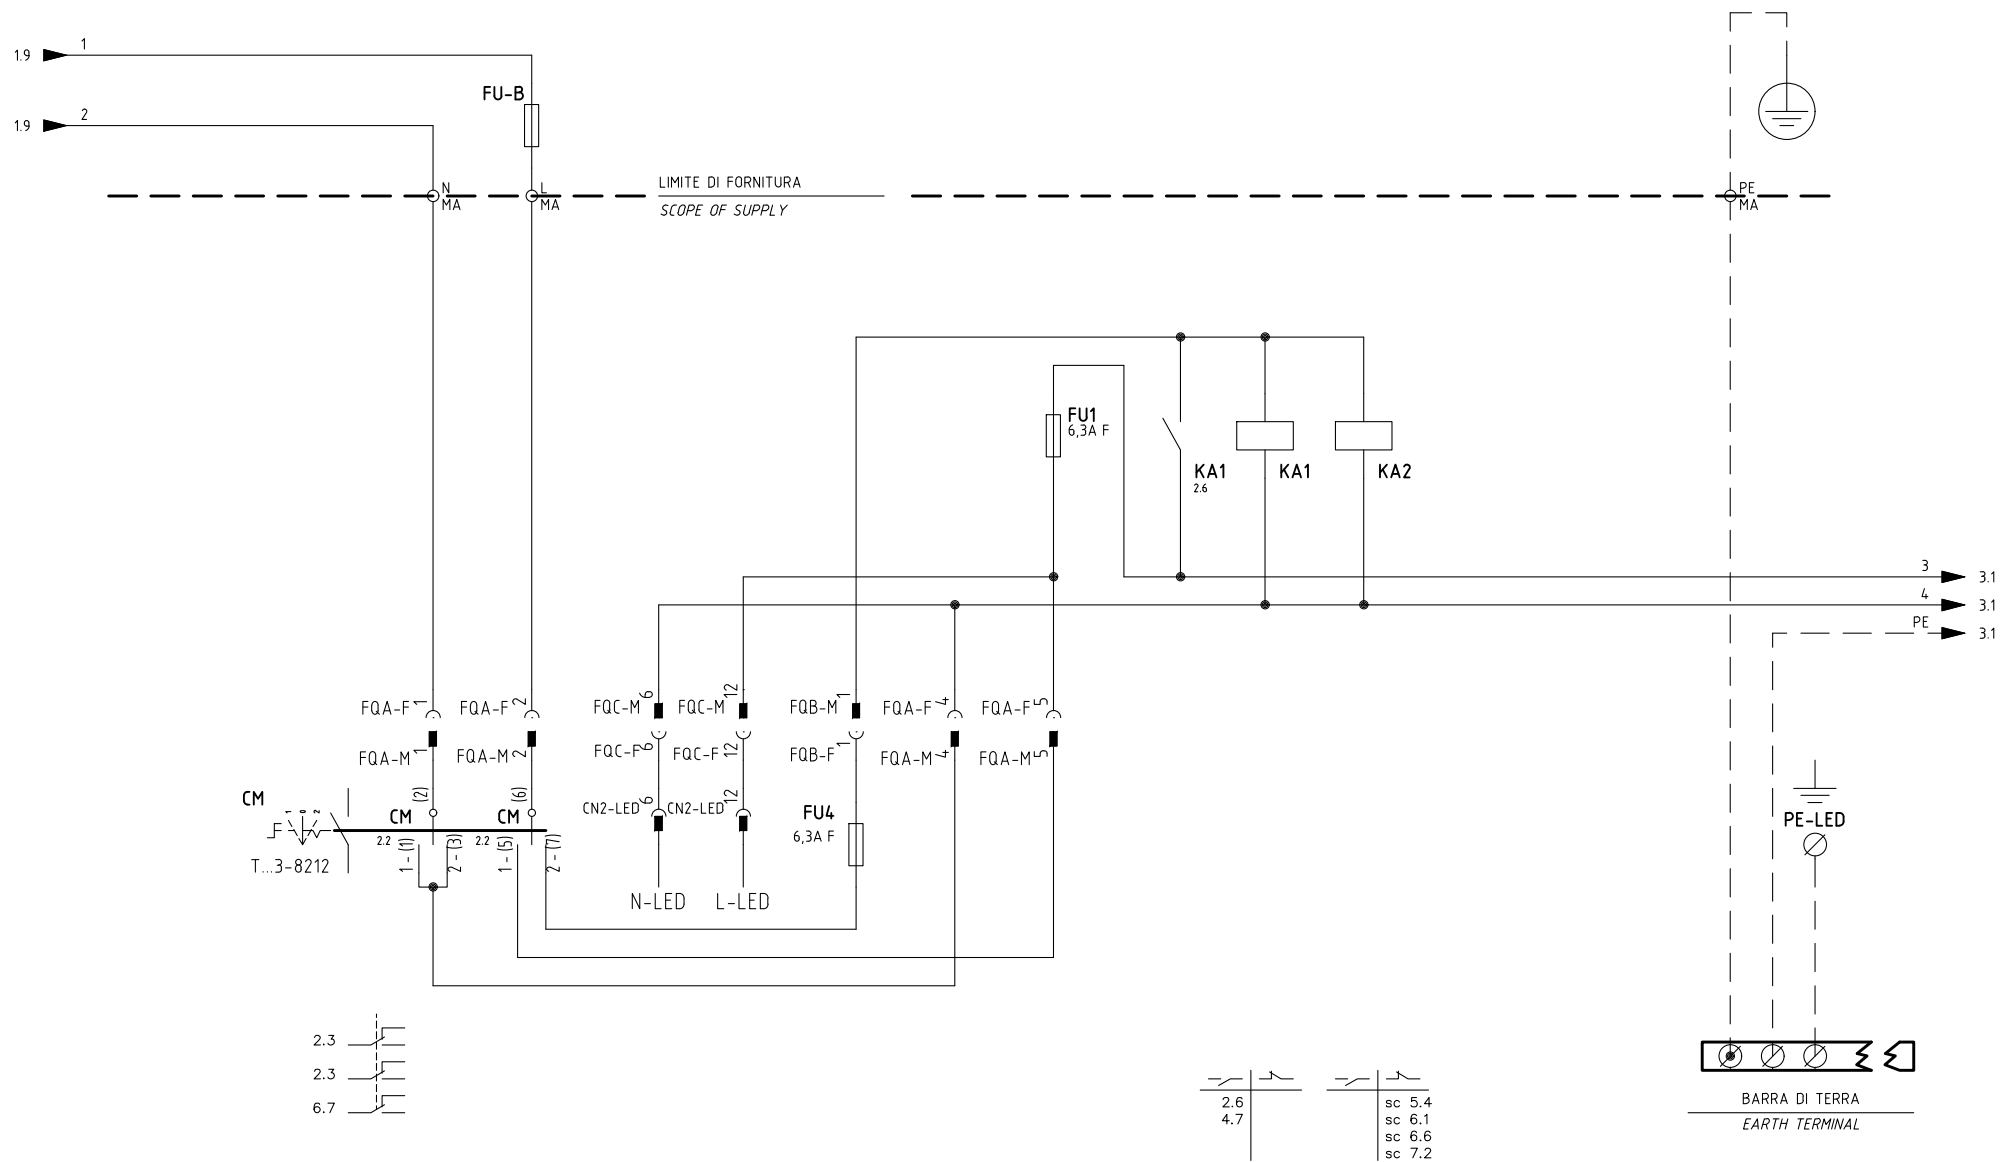 1.9
1
FU-B
1.9
2
N
MA
L
MA
LIMITE DI FORNITURA
SCOPE OF SUPPLY
PE
MA
FU1
6,3A F
KA1
2.6
KA1
KA2
3
3.1
4
3.1
PE
3.1
FQA-F 1
FQA-F 2
FQC-M 6
FQC-M 12
FQB-M 1
FQA-F 4
FQA-F 5
FQA-M 1
FQA-M 2
FQC-F 6
FQC-F 12
FQB-F 1
FQA-M 4
FQA-M 5
CM
1 0 2
T...3-8212
CM
(2)
2.2
1-(1)
2-(3)
CM
(6)
2.2
1-(5)
2-(7)
CN2-LED 6
CN2-LED 12
FU4
6,3A F
N-LED
L-LED
PE-LED
2.3
2.3
6.7
2.6
4.7
sc 5.4
sc 6.1
sc 6.6
sc 7.2
BARRA DI TERRA
EARTH TERMINAL